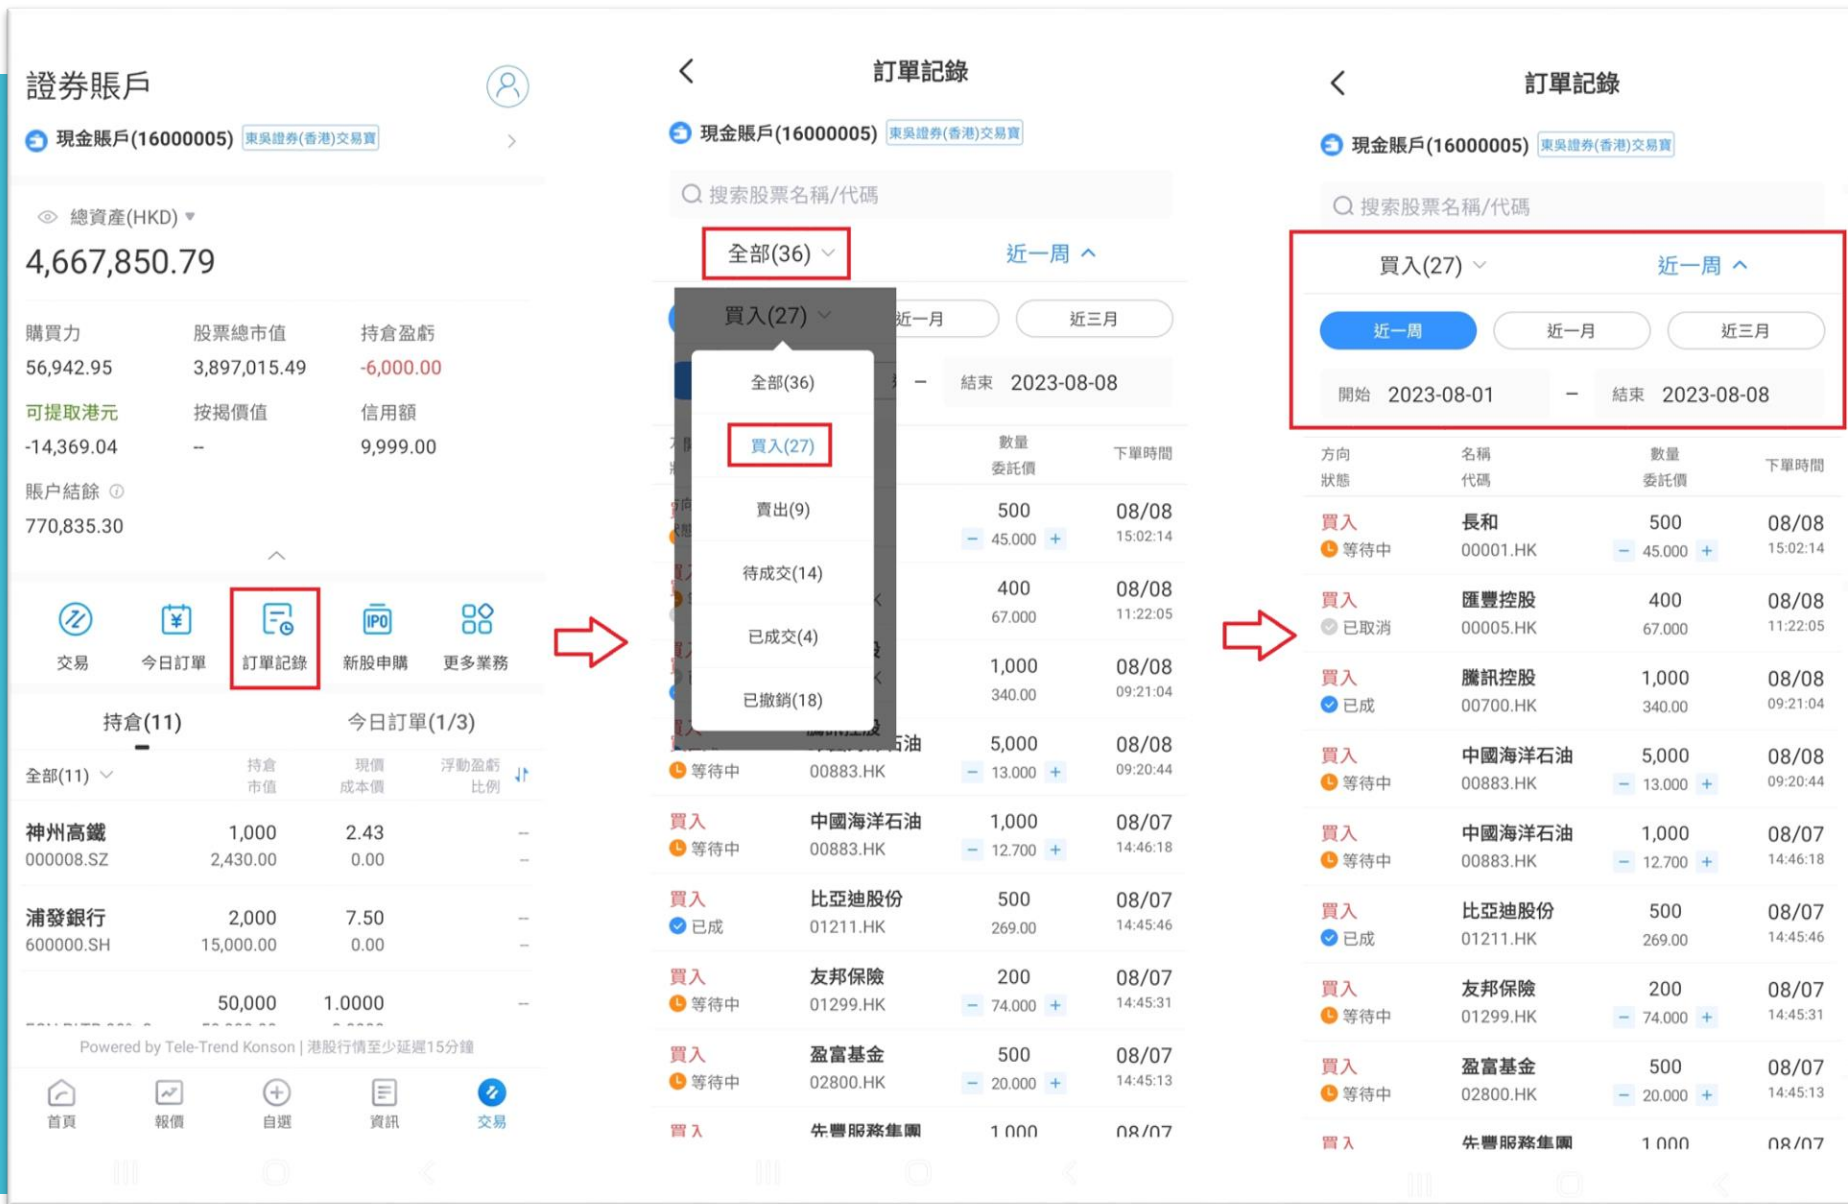 證券賬戶
現金賬戶(16000005) 東吳證券(香港)交易寶
總資產(HKD)
4,667,850.79
購買力 股票總市值 持倉盈虧
56,942.95 3,897,015.49 -6,000.00
可提取港元 按揭價值 信用額
-14,369.04 -- 9,999.00
賬户結餘
770,835.30
交易 今日訂單 訂單記錄 新股申購 更多業務
持倉(11) 今日訂單(1/3)
全部(11) 持倉 現價 浮動盈虧
市值 成本價 比例
神州高鐵 1,000 2.43 --
000008.SZ 2,430.00 0.00 --
浦發銀行 2,000 7.50 --
600000.SH 15,000.00 0.00 --
50,000 1.0000 --
Powered by Tele-Trend Konson | 港股行情至少延遲15分鐘
首頁 報價 自選 資訊 交易
訂單記錄
現金賬戶(16000005) 東吳證券(香港)交易寶
搜索股票名稱/代碼
全部(36) 近一周
買入(27) 近一月 近三月
全部(36) – 結束 2023-08-08
買入(27)
賣出(9)
待成交(14)
已成交(4)
已撤銷(18)
數量 下單時間
委託價
500 08/08
− 45.000 + 15:02:14
400 08/08
67.000 11:22:05
1,000 08/08
340.00 09:21:04
5,000 08/08
等待中 00883.HK − 13.000 + 09:20:44
買入 中國海洋石油 1,000 08/07
等待中 00883.HK − 12.700 + 14:46:18
買入 比亞迪股份 500 08/07
已成 01211.HK 269.00 14:45:46
買入 友邦保險 200 08/07
等待中 01299.HK − 74.000 + 14:45:31
買入 盈富基金 500 08/07
等待中 02800.HK − 20.000 + 14:45:13
買入 先豐服務集團 1,000 08/07
訂單記錄
現金賬戶(16000005) 東吳證券(香港)交易寶
搜索股票名稱/代碼
買入(27) 近一周
近一周 近一月 近三月
開始 2023-08-01 – 結束 2023-08-08
方向 名稱 數量 下單時間
狀態 代碼 委託價
買入 長和 500 08/08
等待中 00001.HK − 45.000 + 15:02:14
買入 匯豐控股 400 08/08
已取消 00005.HK 67.000 11:22:05
買入 騰訊控股 1,000 08/08
已成 00700.HK 340.00 09:21:04
買入 中國海洋石油 5,000 08/08
等待中 00883.HK − 13.000 + 09:20:44
買入 中國海洋石油 1,000 08/07
等待中 00883.HK − 12.700 + 14:46:18
買入 比亞迪股份 500 08/07
已成 01211.HK 269.00 14:45:46
買入 友邦保險 200 08/07
等待中 01299.HK − 74.000 + 14:45:31
買入 盈富基金 500 08/07
等待中 02800.HK − 20.000 + 14:45:13
買入 先豐服務集團 1,000 08/07